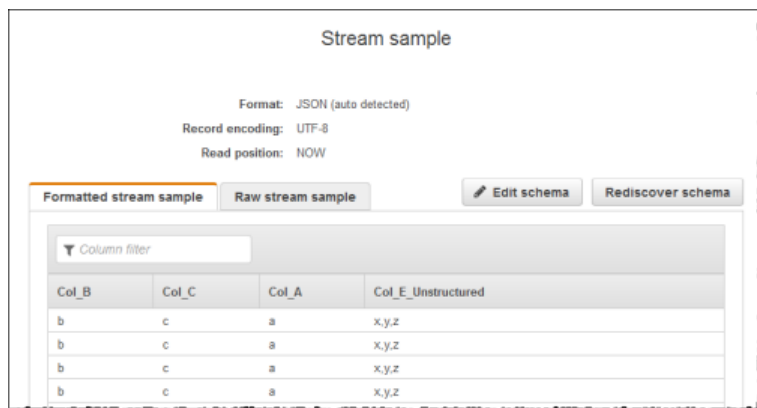 Stream sample
Format: JSON (auto detected)
Record encoding: UTF-8
Read position: NOW
Formatted stream sample Raw stream sample Edit schema Rediscover schema
Column filter
Col_B Col_C Col_A Col_E_Unstructured
b c a x,y,z
b c a x,y,z
b c a x,y,z
b c a x,y,z